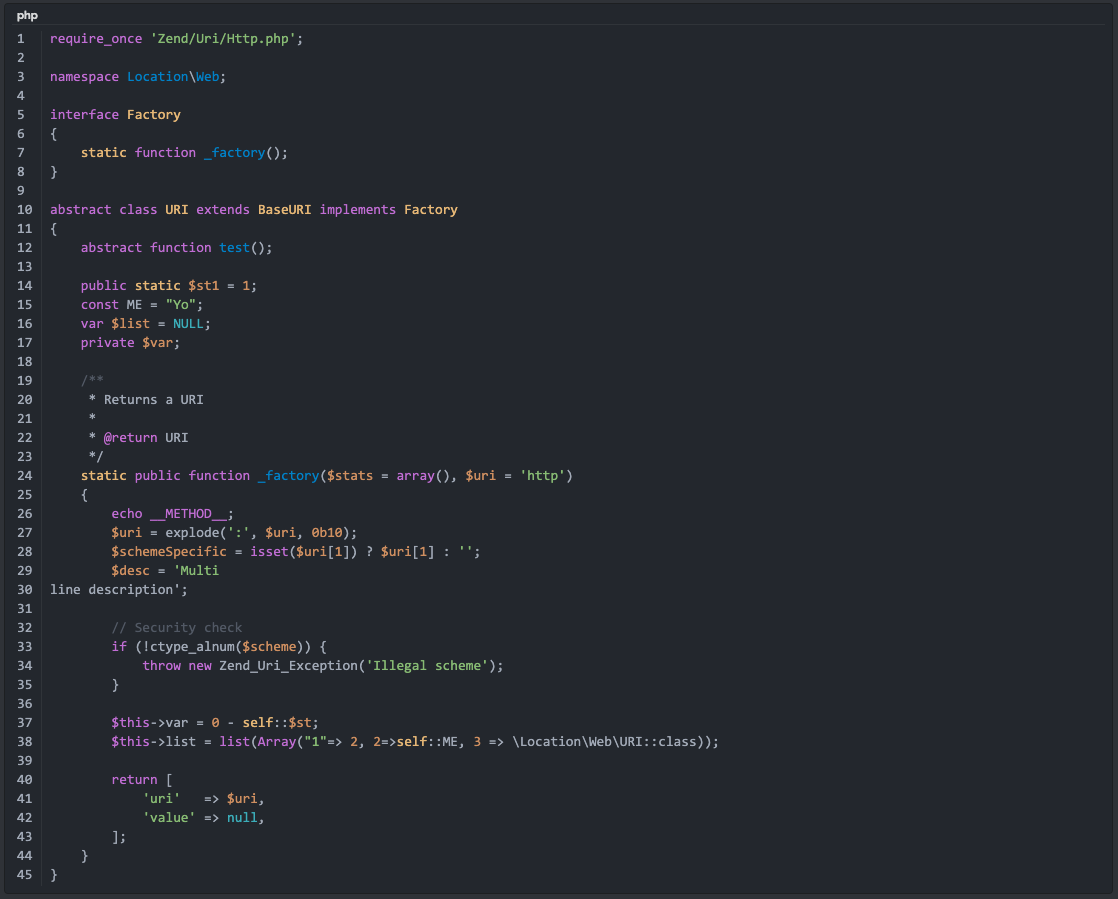 php
1 require_once 'Zend/Uri/Http.php';
2
3 namespace Location\Web;
4
5 interface Factory
6 {
7     static function _factory();
8 }
9
10 abstract class URI extends BaseURI implements Factory
11 {
12     abstract function test();
13
14     public static $st1 = 1;
15     const ME = "Yo";
16     var $list = NULL;
17     private $var;
18
19     /**
20      * Returns a URI
21      *
22      * @return URI
23      */
24     static public function _factory($stats = array(), $uri = 'http')
25     {
26         echo __METHOD__;
27         $uri = explode(':', $uri, 0b10);
28         $schemeSpecific = isset($uri[1]) ? $uri[1] : '';
29         $desc = 'Multi
30 line description';
31
32         // Security check
33         if (!ctype_alnum($scheme)) {
34             throw new Zend_Uri_Exception('Illegal scheme');
35         }
36
37         $this->var = 0 - self::$st;
38         $this->list = list(Array("1"=> 2, 2=>self::ME, 3 => \Location\Web\URI::class));
39
40         return [
41             'uri'   => $uri,
42             'value' => null,
43         ];
44     }
45 }